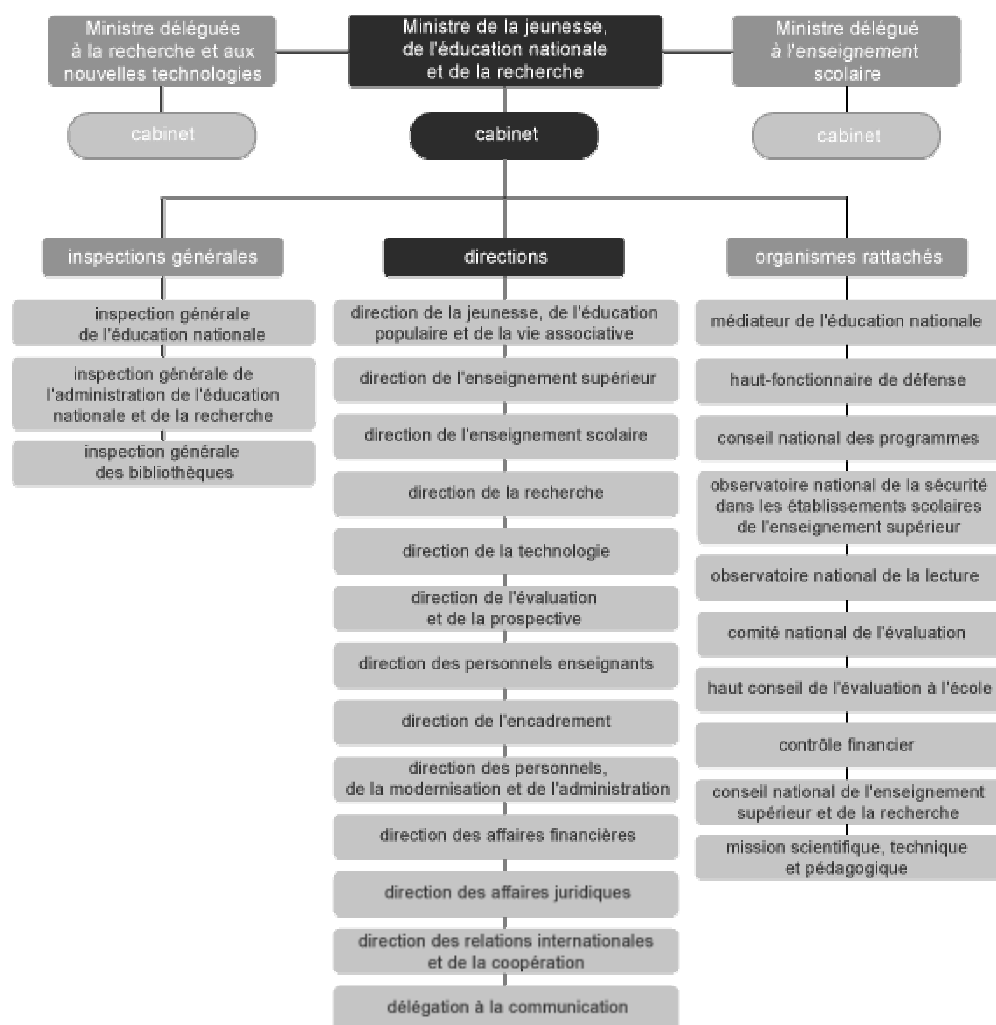 Ministre déléguée
à la recherche et aux
nouvelles technologies
Ministre de la jeunesse,
de l'éducation nationale
et de la recherche
Ministre délégué
à l'enseignement
scolaire
cabinet
cabinet
cabinet
inspections générales
inspection générale
de l'éducation nationale
inspection générale de
l'administration de l'éducation
nationale et de la recherche
inspection générale
des bibliothèques
directions
direction de la jeunesse, de l'éducation
populaire et de la vie associative
direction de l'enseignement supérieur
direction de l'enseignement scolaire
direction de la recherche
direction de la technologie
direction de l'évaluation
et de la prospective
direction des personnels enseignants
direction de l'encadrement
direction des personnels,
de la modernisation et de l'administration
direction des affaires financières
direction des affaires juridiques
direction des relations internationales
et de la coopération
délégation à la communication
organismes rattachés
médiateur de l'éducation nationale
haut-fonctionnaire de défense
conseil national des programmes
observatoire national de la sécurité
dans les établissements scolaires
de l'enseignement supérieur
observatoire national de la lecture
comité national de l'évaluation
haut conseil de l'évaluation à l'école
contrôle financier
conseil national de l'enseignement
supérieur et de la recherche
mission scientifique, technique
et pédagogique